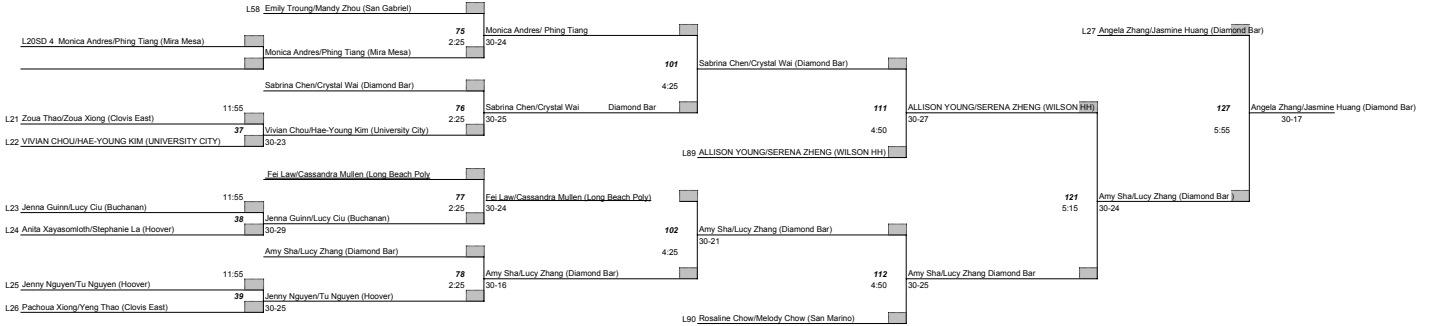 L58 Emily Troung/Mandy Zhou (San Gabriel)
75 Monica Andres/ Phing Tiang L27 Angela Zhang/Jasmine Huang (Diamond Bar)
L20SD 4 Monica Andres/Phing Tiang (Mira Mesa) 2:25 30-24
Monica Andres/Phing Tiang (Mira Mesa)
101 Sabrina Chen/Crystal Wai (Diamond Bar)
Sabrina Chen/Crystal Wai (Diamond Bar) 4:25
11:55 76 Sabrina Chen/Crystal Wai Diamond Bar 111 ALLISON YOUNG/SERENA ZHENG (WILSON HH) 127 Angela Zhang/Jasmine Huang (Diamond Bar)
L21 Zoua Thao/Zoua Xiong (Clovis East) 2:25 30-25 30-27 30-17
37 Vivian Chou/Hae-Young Kim (University City) 4:50 5:55
L22 VIVIAN CHOU/HAE-YOUNG KIM (UNIVERSITY CITY) 30-23
L89 ALLISON YOUNG/SERENA ZHENG (WILSON HH)
Fei Law/Cassandra Mullen (Long Beach Poly
11:55 77 Fei Law/Cassandra Mullen (Long Beach Poly) 121 Amy Sha/Lucy Zhang (Diamond Bar )
L23 Jenna Guinn/Lucy Ciu (Buchanan) 2:25 30-24 5:15 30-24
38 Jenna Guinn/Lucy Ciu (Buchanan)
L24 Anita Xayasomloth/Stephanie La (Hoover) 30-29 102 Amy Sha/Lucy Zhang (Diamond Bar)
30-21
Amy Sha/Lucy Zhang (Diamond Bar) 4:25
11:55 78 Amy Sha/Lucy Zhang (Diamond Bar) 112 Amy Sha/Lucy Zhang Diamond Bar
L25 Jenny Nguyen/Tu Nguyen (Hoover) 2:25 30-16 4:50 30-25
39 Jenny Nguyen/Tu Nguyen (Hoover)
L26 Pachoua Xiong/Yeng Thao (Clovis East) 30-25
L90 Rosaline Chow/Melody Chow (San Marino)